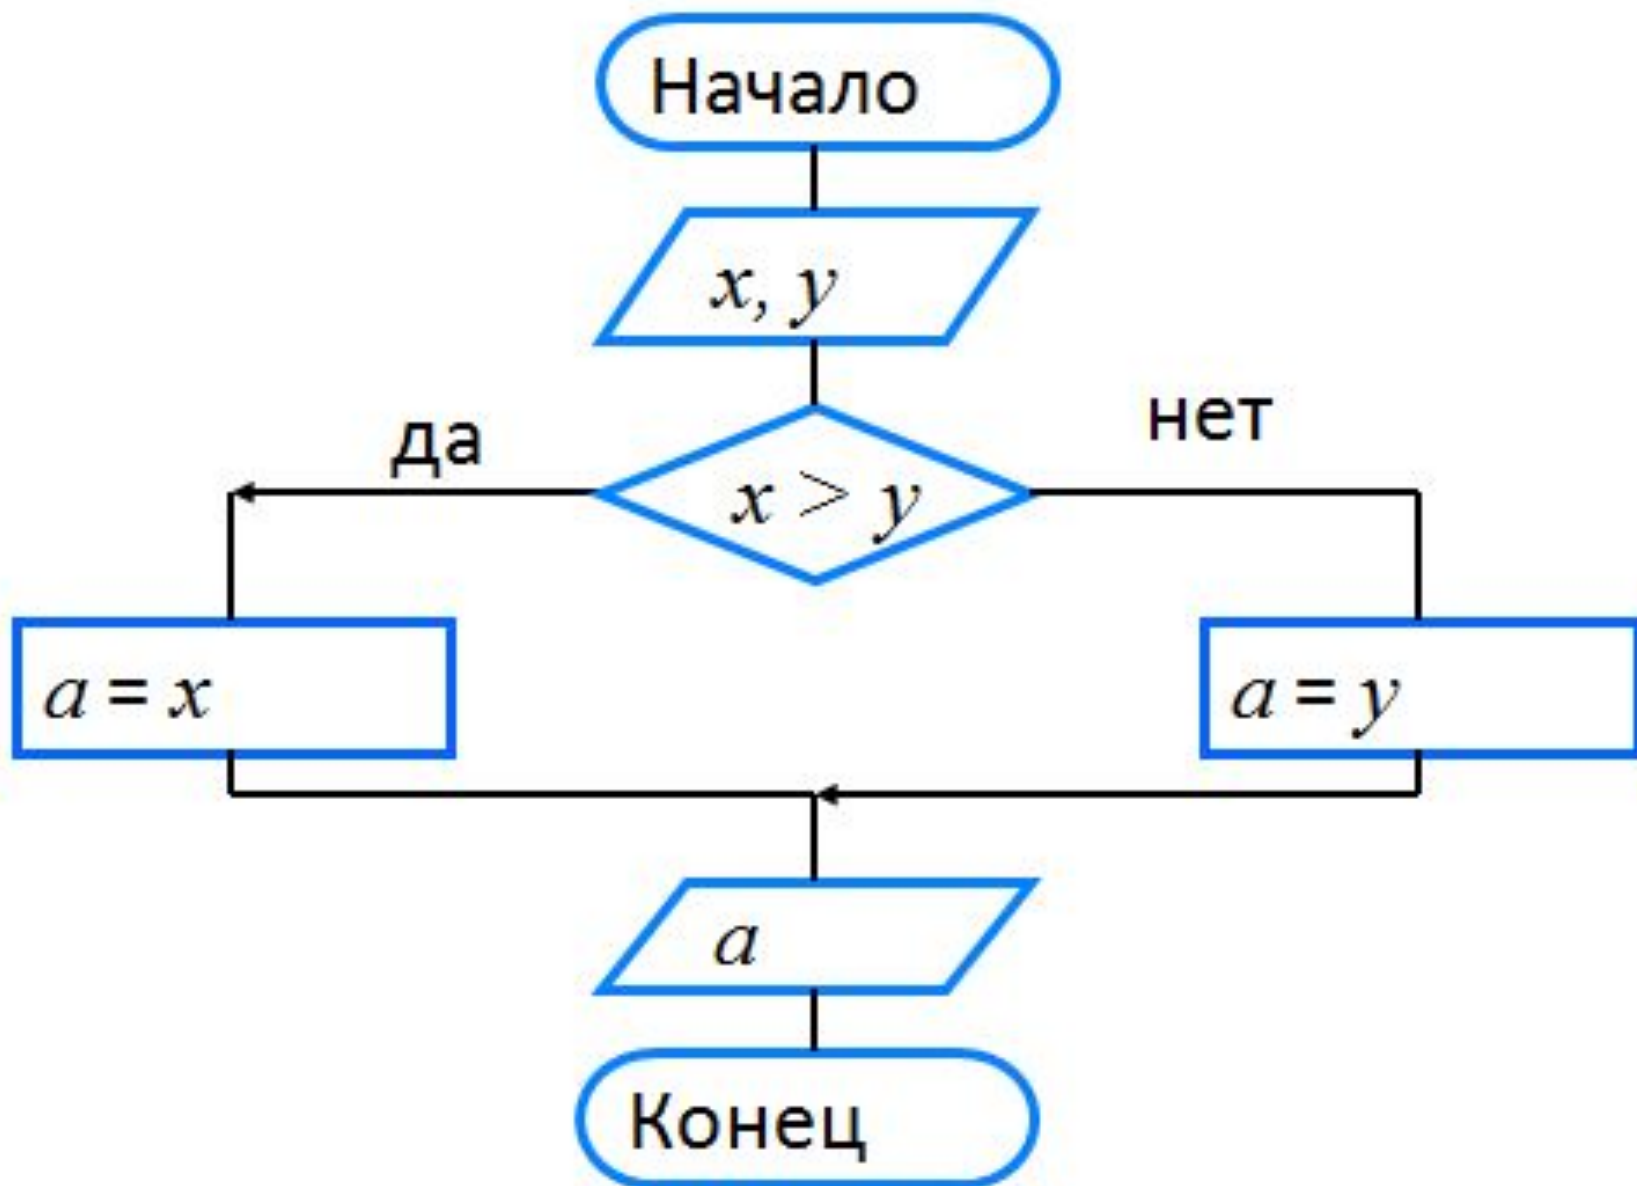 Начало
x, y
да
нет
x > y
a = x
a = y
a
Конец